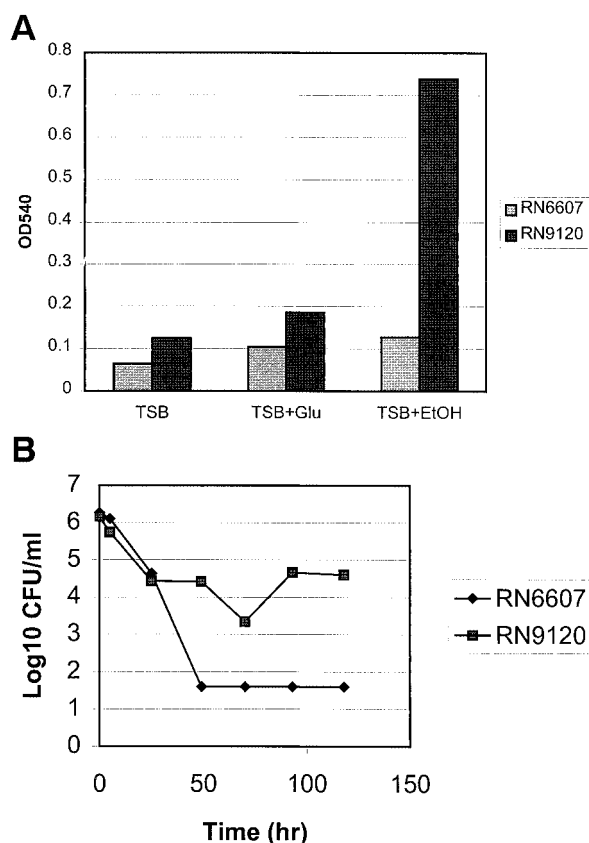 A
0.8
0.7
0.6
0.5
0.4
0.3
0.2
0.1
0
OD540
TSB
TSB+Glu
TSB+EtOH
RN6607
RN9120
B
7
6
5
4
3
2
1
0
Log10 CFU/ml
0
50
100
150
Time (hr)
RN6607
RN9120